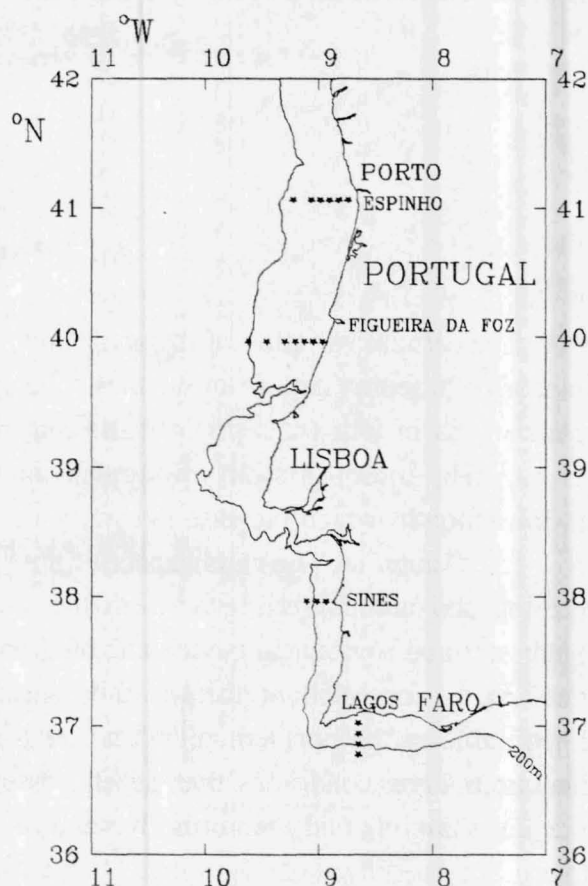 °W
11 10 9 8 7
42 42
°N
PORTO
41 ESPINHO 41
PORTUGAL
FIGUEIRA DA FOZ
40 40
LISBOA
39 39
38 SINES 38
LAGOS FARO
37 37
200m
36 36
11 10 9 8 7